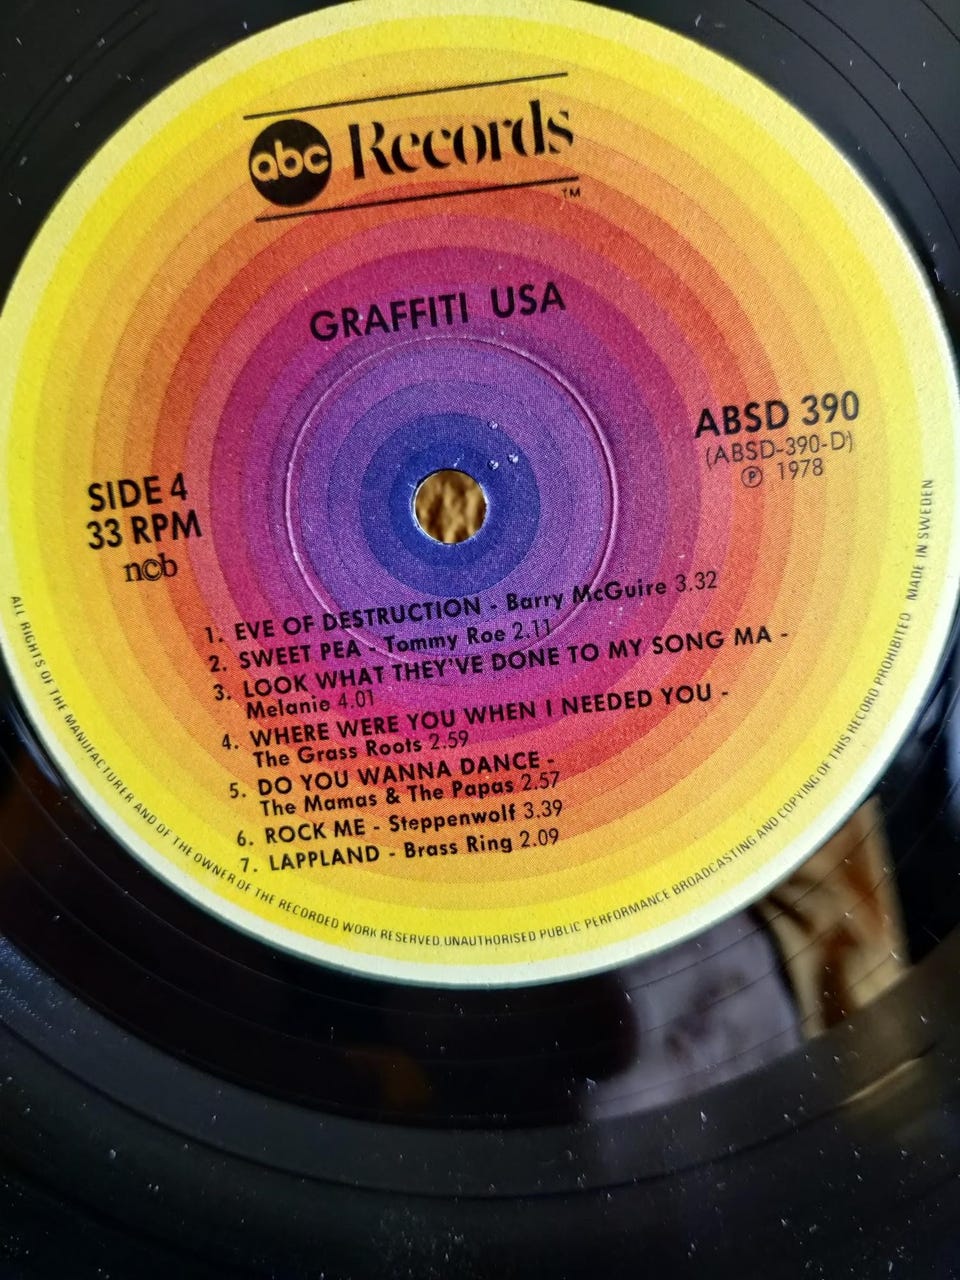 abc Records
TM
GRAFFITI USA
ABSD 390
(ABSD-390-D)
℗ 1978
SIDE 4
33 RPM
n©b
1. EVE OF DESTRUCTION - Barry McGuire 3.32
2. SWEET PEA - Tommy Roe 2.11
3. LOOK WHAT THEY'VE DONE TO MY SONG MA -
Melanie 4.01
4. WHERE WERE YOU WHEN I NEEDED YOU -
The Grass Roots 2.59
5. DO YOU WANNA DANCE -
The Mamas & The Papas 2.57
6. ROCK ME - Steppenwolf 3.39
7. LAPPLAND - Brass Ring 2.09
ALL RIGHTS OF THE MANUFACTURER AND OF THE OWNER OF THE RECORDED WORK RESERVED. UNAUTHORISED PUBLIC PERFORMANCE BROADCASTING AND COPYING OF THIS RECORD PROHIBITED MADE IN SWEDEN